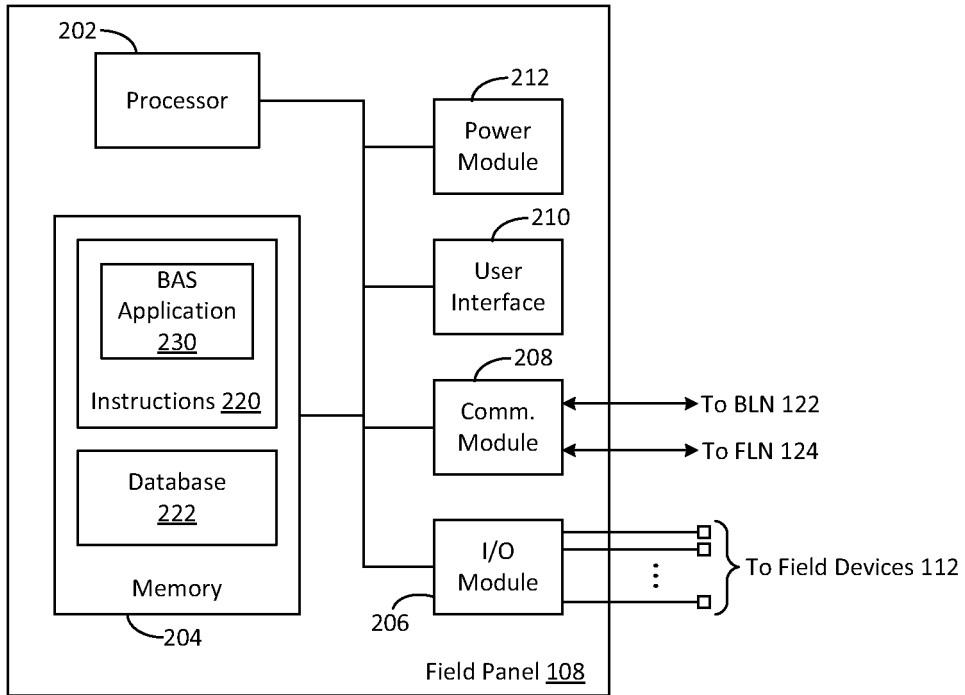 202
Processor
212
Power
Module
210
User
Interface
BAS
Application
230
Instructions 220
208
Comm.
Module
To BLN 122
To FLN 124
Database
222
I/O
Module
To Field Devices 112
Memory
206
204
Field Panel 108